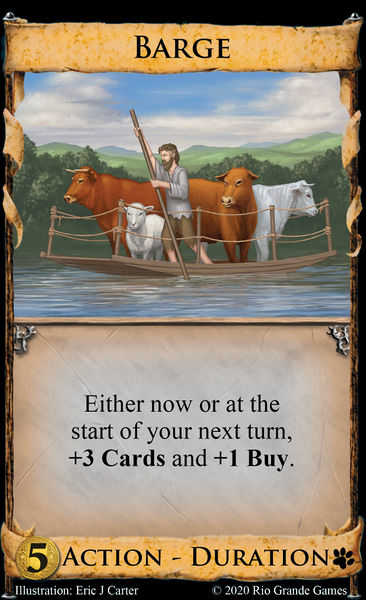 BARGE
Either now or at the
start of your next turn,
+3 Cards and +1 Buy.
5 ACTION - DURATION
Illustration: Eric J Carter © 2020 Rio Grande Games